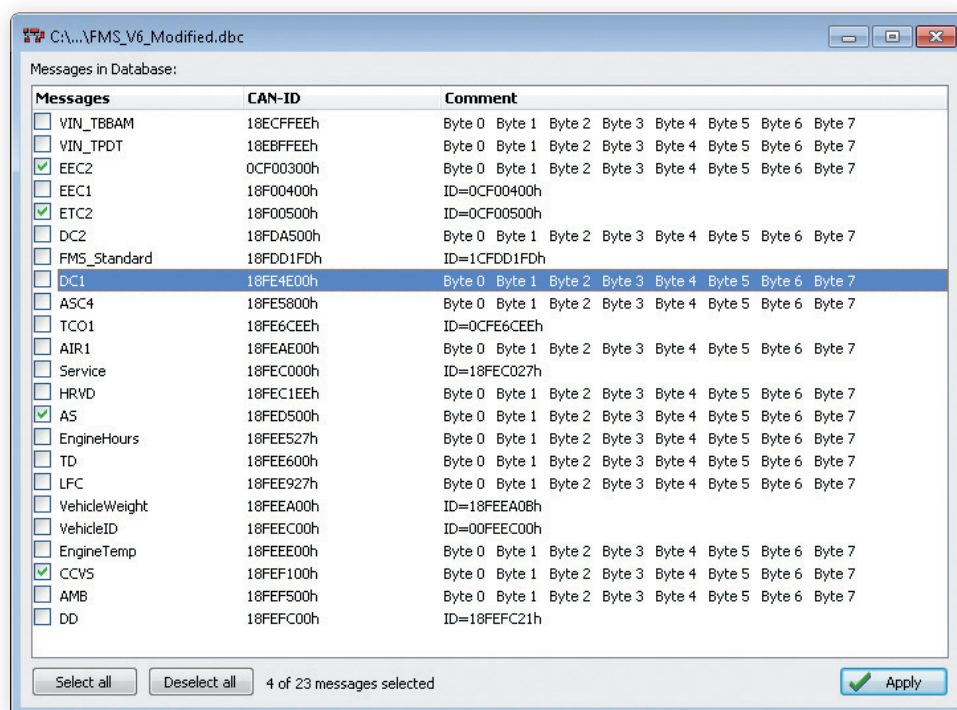 C:\...\FMS_V6_Modified.dbc
Messages in Database:
Messages CAN-ID Comment
VIN_TBBAM 18ECFFEEh Byte 0 Byte 1 Byte 2 Byte 3 Byte 4 Byte 5 Byte 6 Byte 7
VIN_TPDT 18EBFFEEh Byte 0 Byte 1 Byte 2 Byte 3 Byte 4 Byte 5 Byte 6 Byte 7
EEC2 0CF00300h Byte 0 Byte 1 Byte 2 Byte 3 Byte 4 Byte 5 Byte 6 Byte 7
EEC1 18F00400h ID=0CF00400h
ETC2 18F00500h ID=0CF00500h
DC2 18FDA500h Byte 0 Byte 1 Byte 2 Byte 3 Byte 4 Byte 5 Byte 6 Byte 7
FMS_Standard 18FDD1FDh ID=1CFDD1FDh
DC1 18FE4E00h Byte 0 Byte 1 Byte 2 Byte 3 Byte 4 Byte 5 Byte 6 Byte 7
ASC4 18FE5800h Byte 0 Byte 1 Byte 2 Byte 3 Byte 4 Byte 5 Byte 6 Byte 7
TCO1 18FE6CEEh ID=0CFE6CEEh
AIR1 18FEAE00h Byte 0 Byte 1 Byte 2 Byte 3 Byte 4 Byte 5 Byte 6 Byte 7
Service 18FEC000h ID=18FEC027h
HRVD 18FEC1EEh Byte 0 Byte 1 Byte 2 Byte 3 Byte 4 Byte 5 Byte 6 Byte 7
AS 18FED500h Byte 0 Byte 1 Byte 2 Byte 3 Byte 4 Byte 5 Byte 6 Byte 7
EngineHours 18FEE527h Byte 0 Byte 1 Byte 2 Byte 3 Byte 4 Byte 5 Byte 6 Byte 7
TD 18FEE600h Byte 0 Byte 1 Byte 2 Byte 3 Byte 4 Byte 5 Byte 6 Byte 7
LFC 18FEE927h Byte 0 Byte 1 Byte 2 Byte 3 Byte 4 Byte 5 Byte 6 Byte 7
VehicleWeight 18FEEA00h ID=18FEEA0Bh
VehicleID 18FEEC00h ID=00FEEC00h
EngineTemp 18FEEE00h Byte 0 Byte 1 Byte 2 Byte 3 Byte 4 Byte 5 Byte 6 Byte 7
CCVS 18FEF100h Byte 0 Byte 1 Byte 2 Byte 3 Byte 4 Byte 5 Byte 6 Byte 7
AMB 18FEF500h Byte 0 Byte 1 Byte 2 Byte 3 Byte 4 Byte 5 Byte 6 Byte 7
DD 18FEFC00h ID=18FEFC21h
Select all Deselect all 4 of 23 messages selected Apply